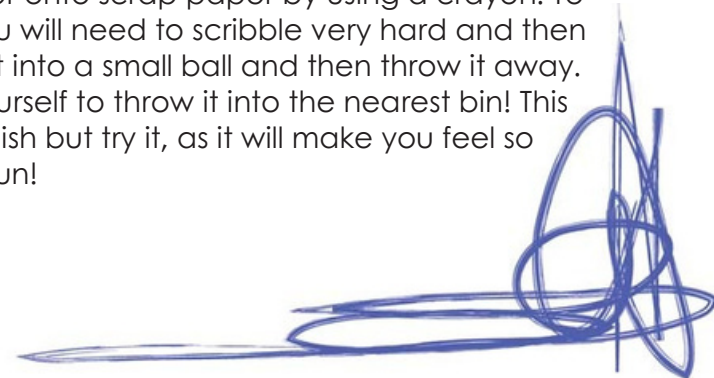 onto scrap paper by using a crayon. To
u will need to scribble very hard and then
t into a small ball and then throw it away.
urself to throw it into the nearest bin! This
ish but try it, as it will make you feel so
un!